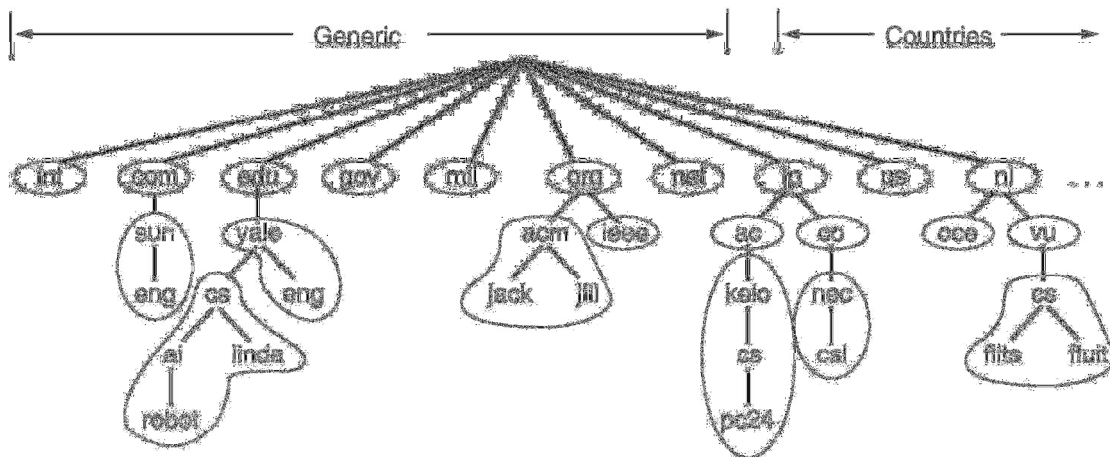 Generic Countries
int com edu gov mil org net jp us nl ...
sun yale acm ieee ac co oce vu
eng cs eng jack jill keio nec cs
ai linda cs csl flits fluit
robot pc24